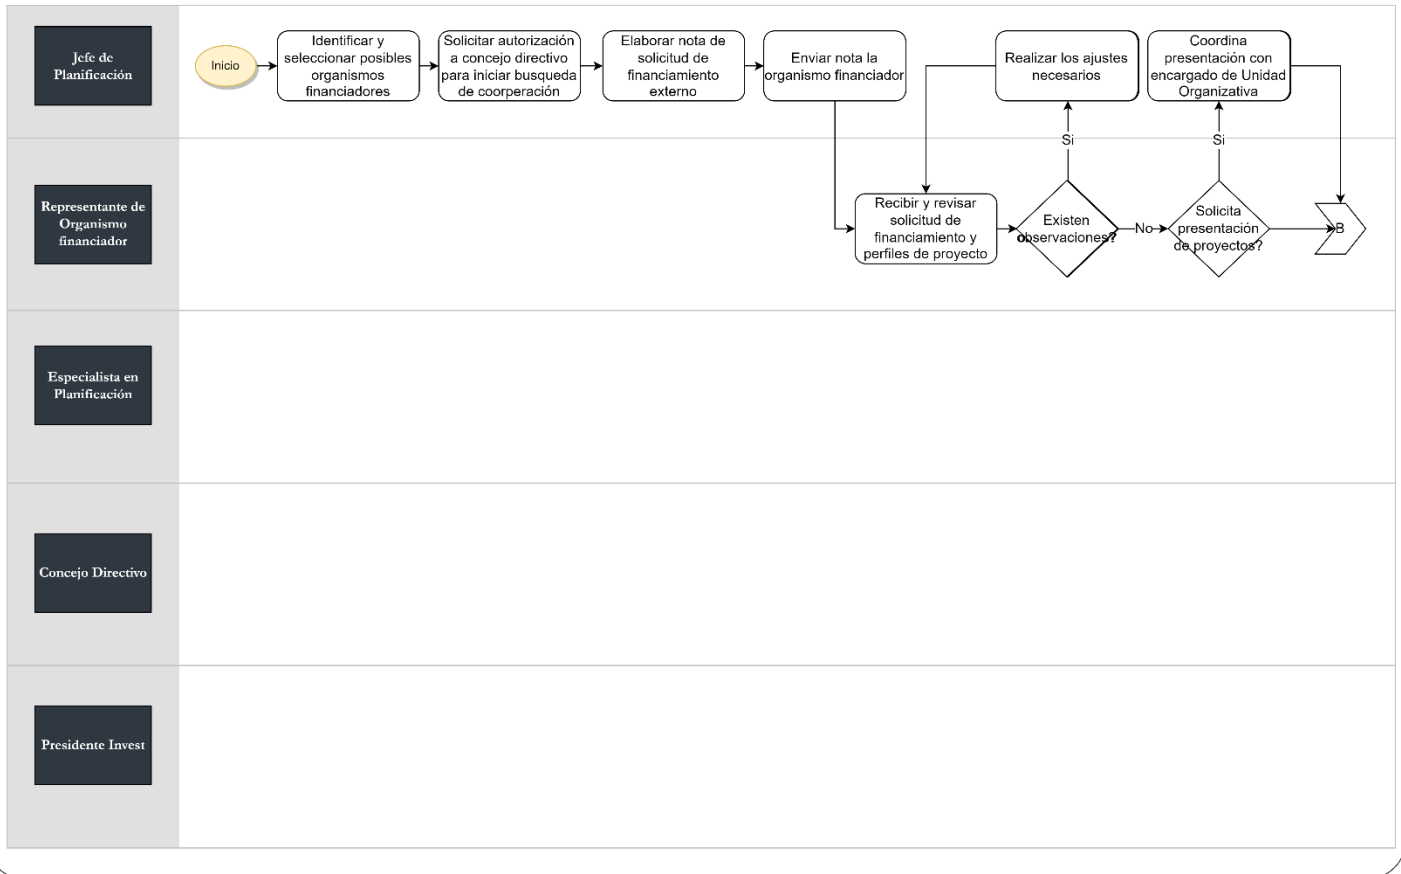 Jefe de
Planificación
Inicio
Identificar y
seleccionar posibles
organismos
financiadores
Solicitar autorización
a concejo directivo
para iniciar busqueda
de coorperación
Elaborar nota de
solicitud de
financiamiento
externo
Enviar nota la
organismo financiador
Realizar los ajustes
necesarios
Coordina
presentación con
encargado de Unidad
Organizativa
Si
Si
Representante de
Organismo
financiador
Recibir y revisar
solicitud de
financiamiento y
perfiles de proyecto
Existen
observaciones?
No
Solicita
presentación
de proyectos?
B
Especialista en
Planificación
Concejo Directivo
Presidente Invest